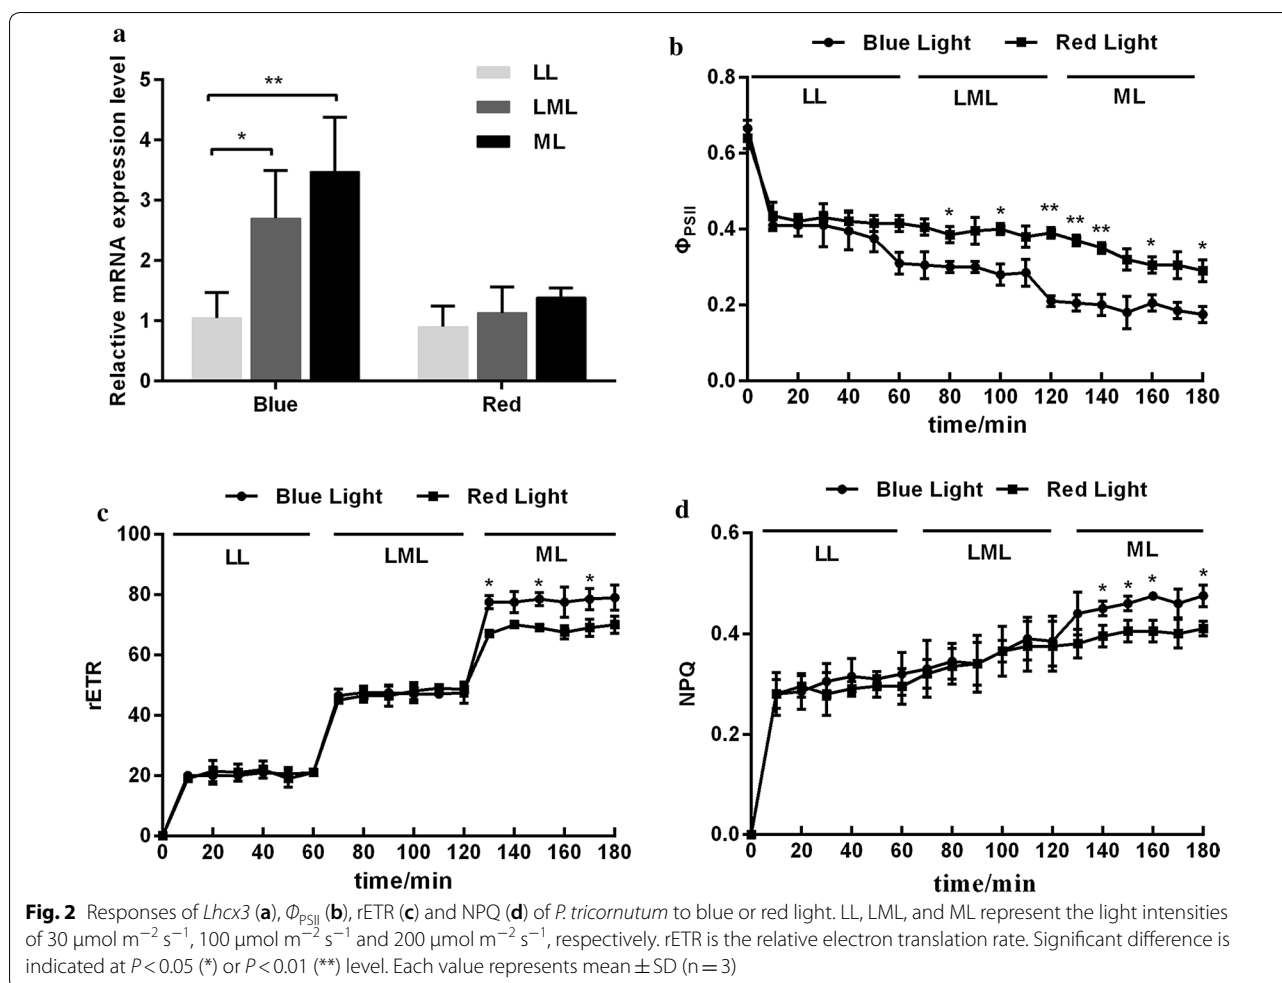 a
Relactive mRNA expression level
5
4
3
2
1
0
**
*
LL
LML
ML
Blue
Red
b
Blue Light
Red Light
LL
LML
ML
ΦPSII
0.8
0.6
0.4
0.2
0.0
* * ** ** ** * *
0 20 40 60 80 100 120 140 160 180
time/min
c
Blue Light
Red Light
LL
LML
ML
rETR
100
80
60
40
20
0
* * *
0 20 40 60 80 100 120 140 160 180
time/min
d
Blue Light
Red Light
LL
LML
ML
NPQ
0.6
0.4
0.2
0.0
* * * *
0 20 40 60 80 100 120 140 160 180
time/min
Fig. 2 Responses of Lhcx3 (a), ΦPSII (b), rETR (c) and NPQ (d) of P. tricornutum to blue or red light. LL, LML, and ML represent the light intensities
of 30 μmol m⁻² s⁻¹, 100 μmol m⁻² s⁻¹ and 200 μmol m⁻² s⁻¹, respectively. rETR is the relative electron translation rate. Significant difference is
indicated at P < 0.05 (*) or P < 0.01 (**) level. Each value represents mean ± SD (n = 3)